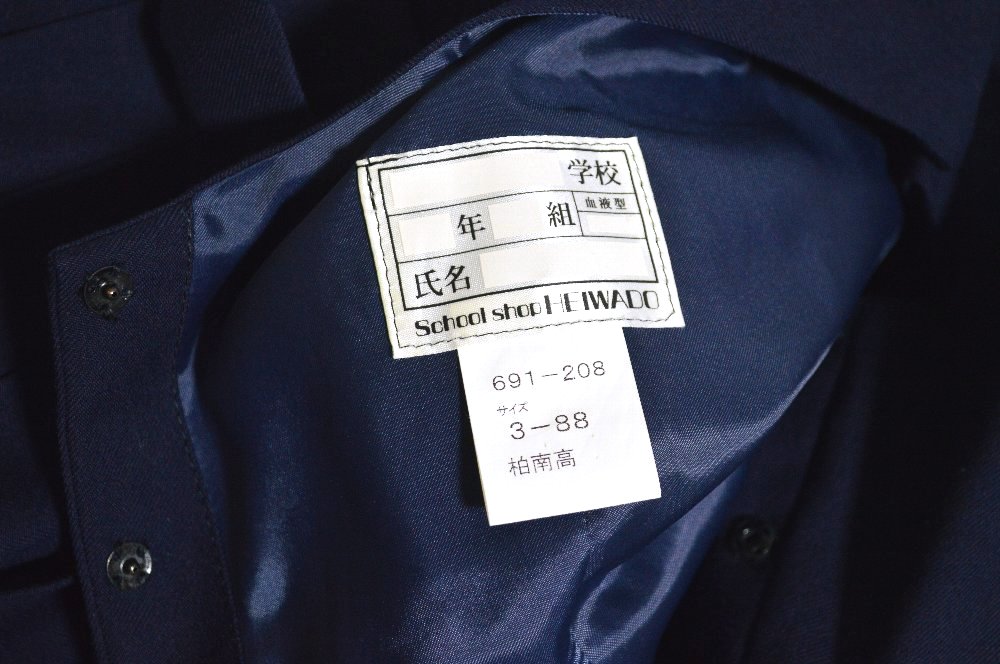 学校
年 組 血液型
氏名
School shop HEIWADO
691-208
サイズ
3-88
柏南高